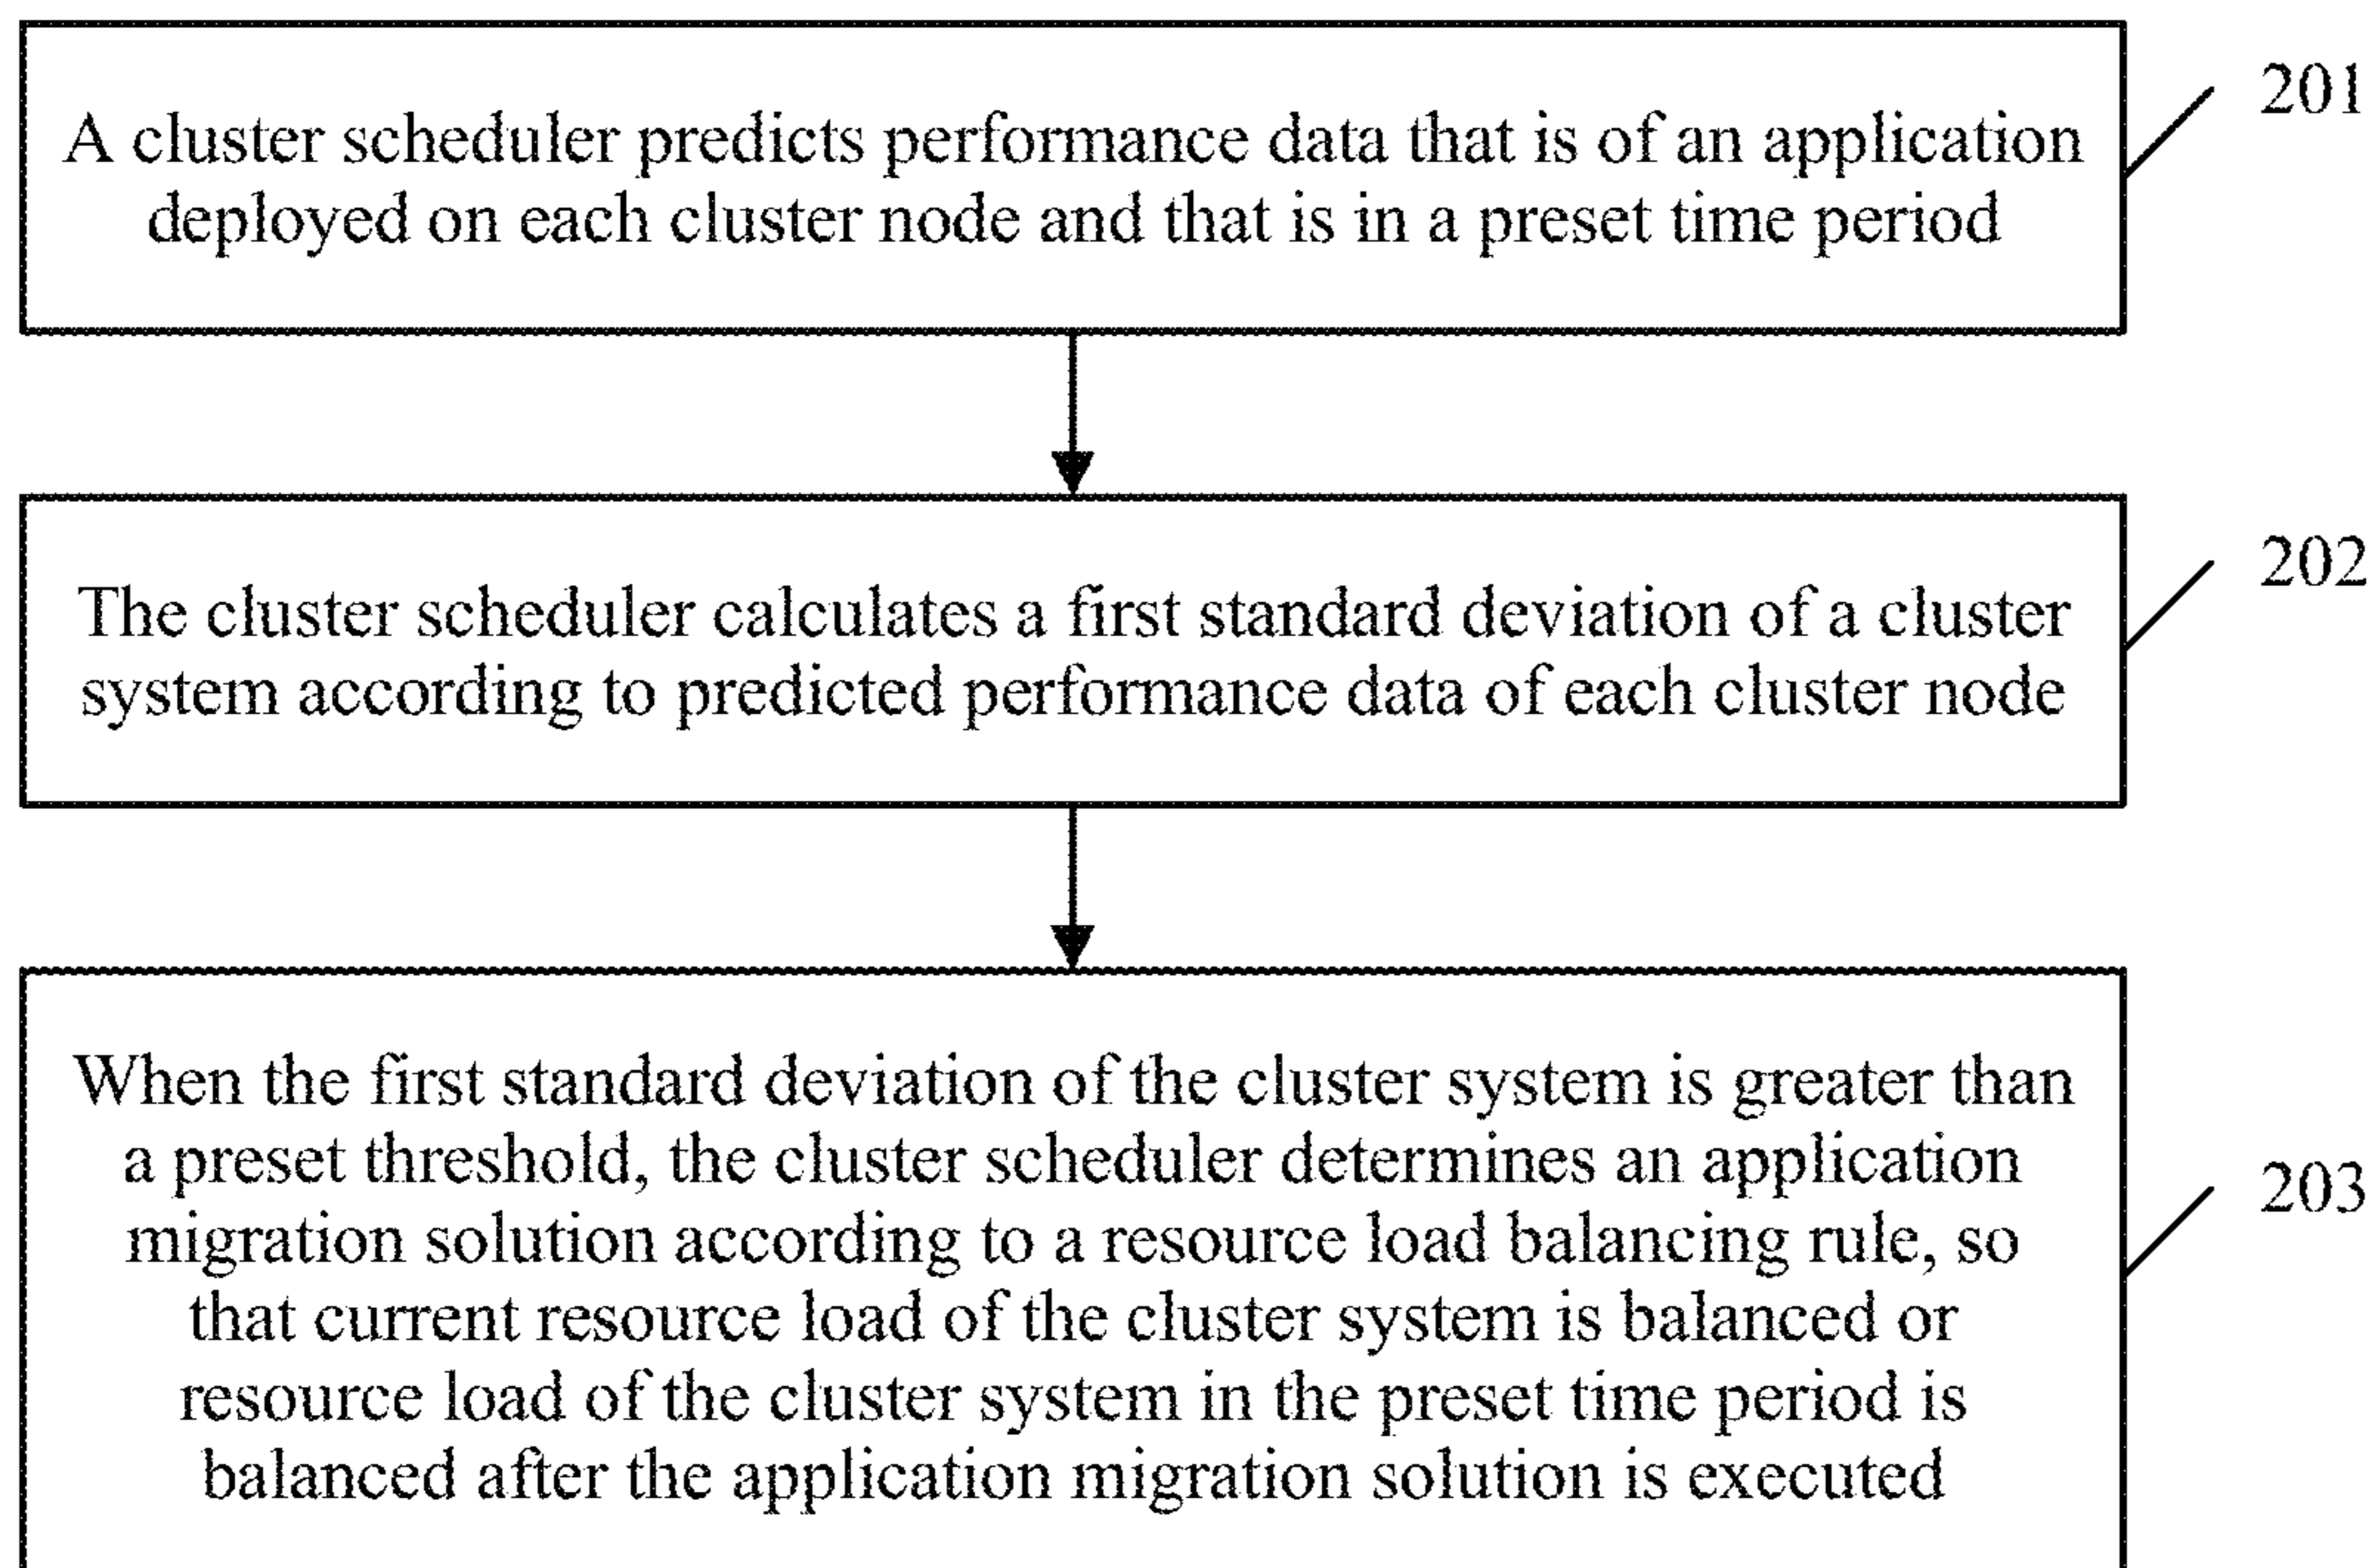 A cluster scheduler predicts performance data that is of an application
deployed on each cluster node and that is in a preset time period
201
The cluster scheduler calculates a first standard deviation of a cluster
system according to predicted performance data of each cluster node
202
When the first standard deviation of the cluster system is greater than
a preset threshold, the cluster scheduler determines an application
migration solution according to a resource load balancing rule, so
that current resource load of the cluster system is balanced or
resource load of the cluster system in the preset time period is
balanced after the application migration solution is executed
203